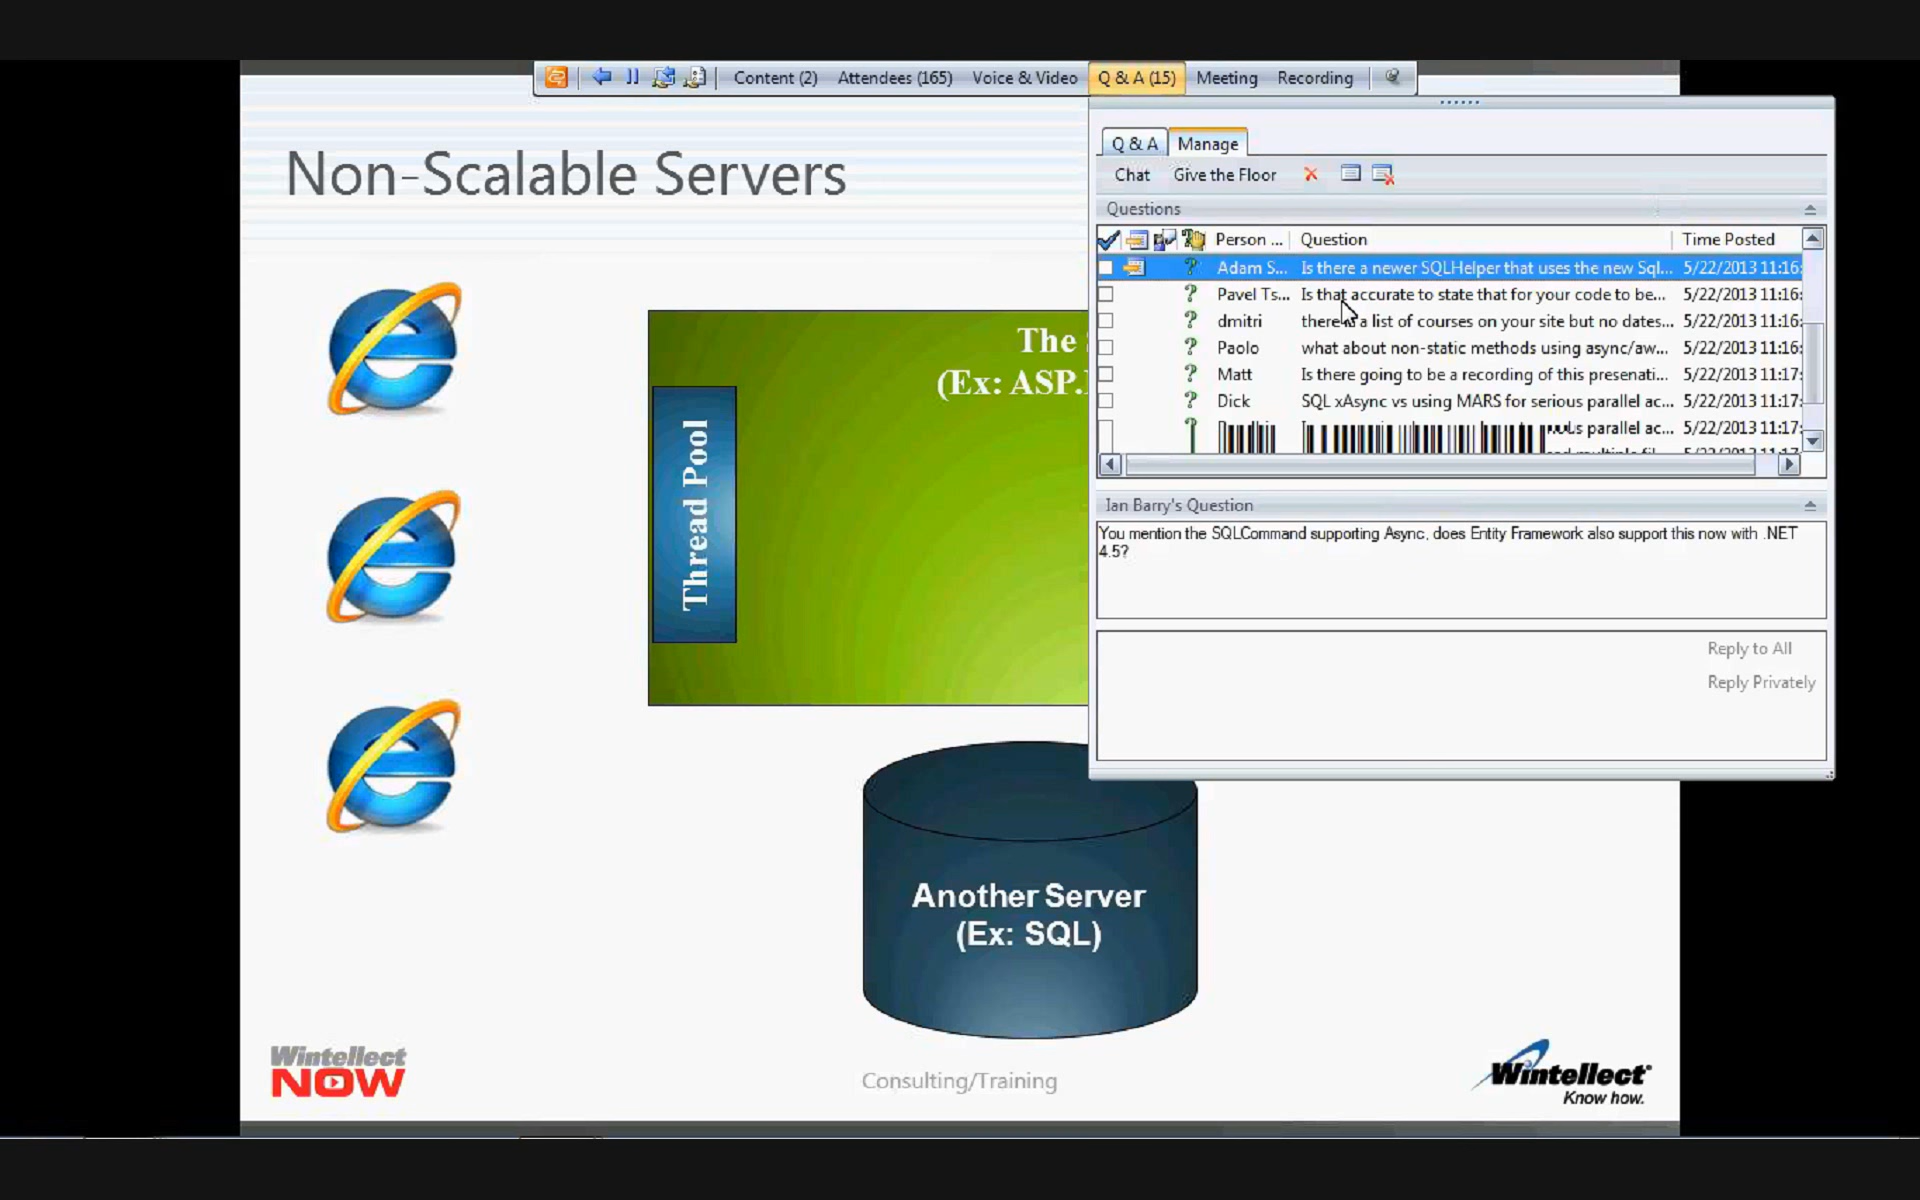 Content (2) Attendees (165) Voice & Video Q & A (15) Meeting Recording
Non-Scalable Servers
Q & A Manage
Chat Give the Floor
Questions
Person ... Question Time Posted
Adam S... Is there a newer SQLHelper that uses the new Sql... 5/22/2013 11:16:
Pavel Ts... Is that accurate to state that for your code to be... 5/22/2013 11:16:
dmitri there is a list of courses on your site but no dates... 5/22/2013 11:16:
Paolo what about non-static methods using async/aw... 5/22/2013 11:16:
Matt Is there going to be a recording of this presenati... 5/22/2013 11:17:
Dick SQL xAsync vs using MARS for serious parallel ac... 5/22/2013 11:17:
parallel ac... 5/22/2013 11:17:
Ian Barry's Question
You mention the SQLCommand supporting Async, does Entity Framework also support this now with .NET
4.5?
Reply to All
Reply Privately
The
(Ex: ASP.
Thread Pool
Another Server
(Ex: SQL)
Wintellect
NOW
Consulting/Training
Wintellect
Know how.